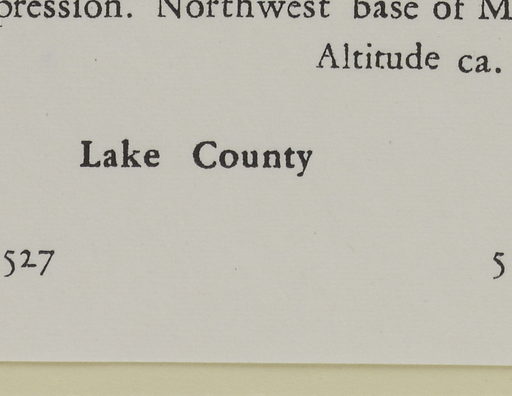 pression. Northwest base of M
Altitude ca.
Lake County
527 5